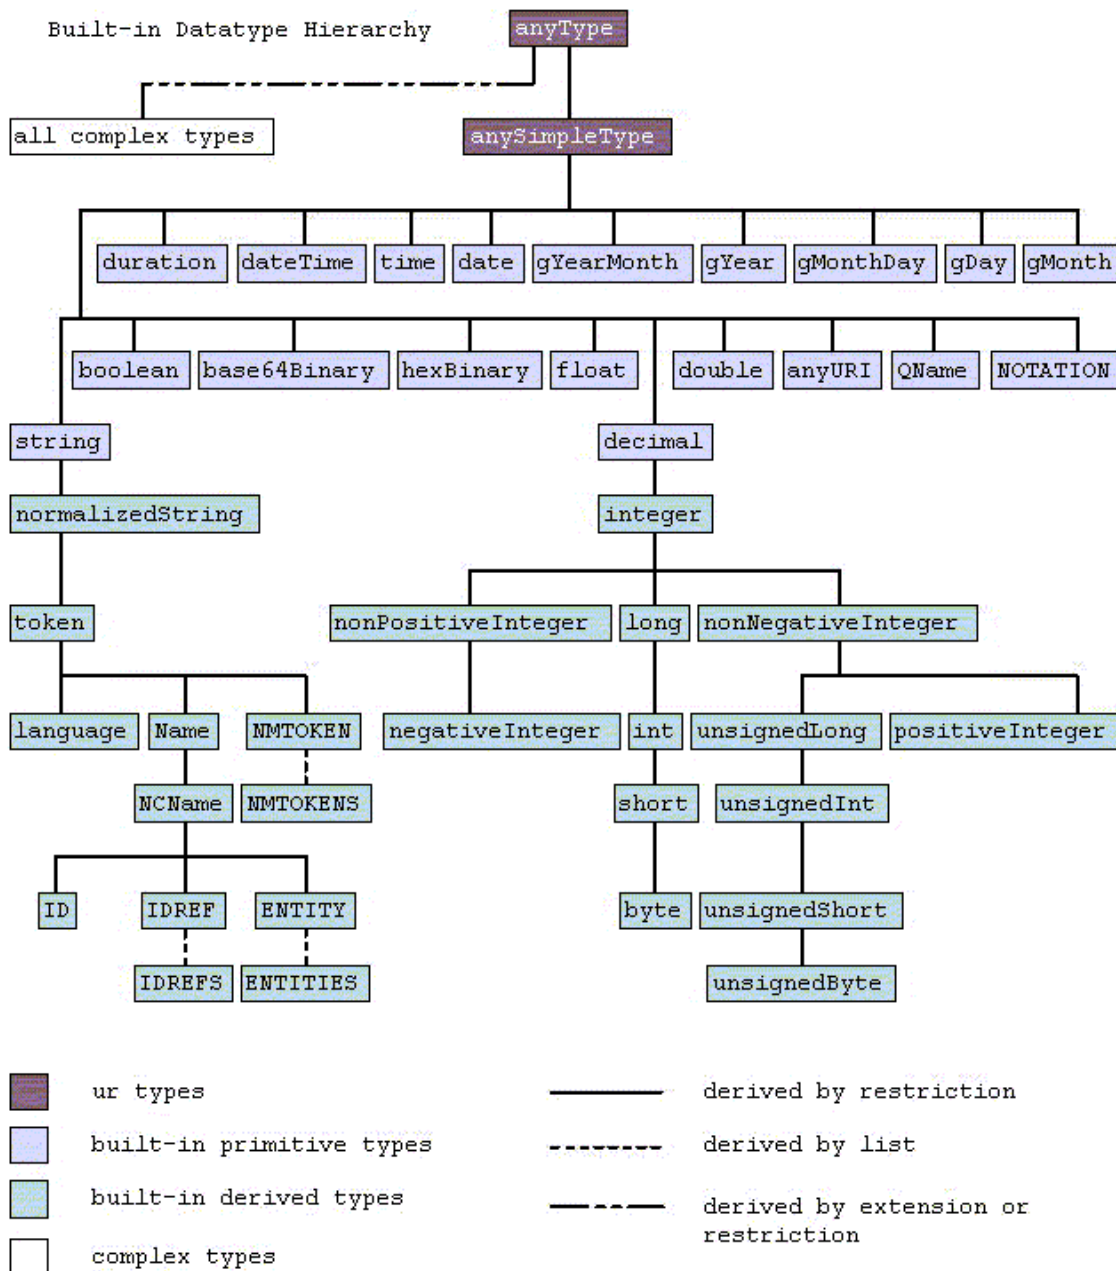 Built-in Datatype Hierarchy anyType
all complex types anySimpleType
duration dateTime time date gYearMonth gYear gMonthDay gDay gMonth
boolean base64Binary hexBinary float double anyURI QName NOTATION
string decimal
normalizedString integer
token nonPositiveInteger long nonNegativeInteger
language Name NMTOKEN negativeInteger int unsignedLong positiveInteger
NCName NMTOKENS short unsignedInt
ID IDREF ENTITY byte unsignedShort
IDREFS ENTITIES unsignedByte
ur types derived by restriction
built-in primitive types derived by list
built-in derived types derived by extension or
restriction
complex types